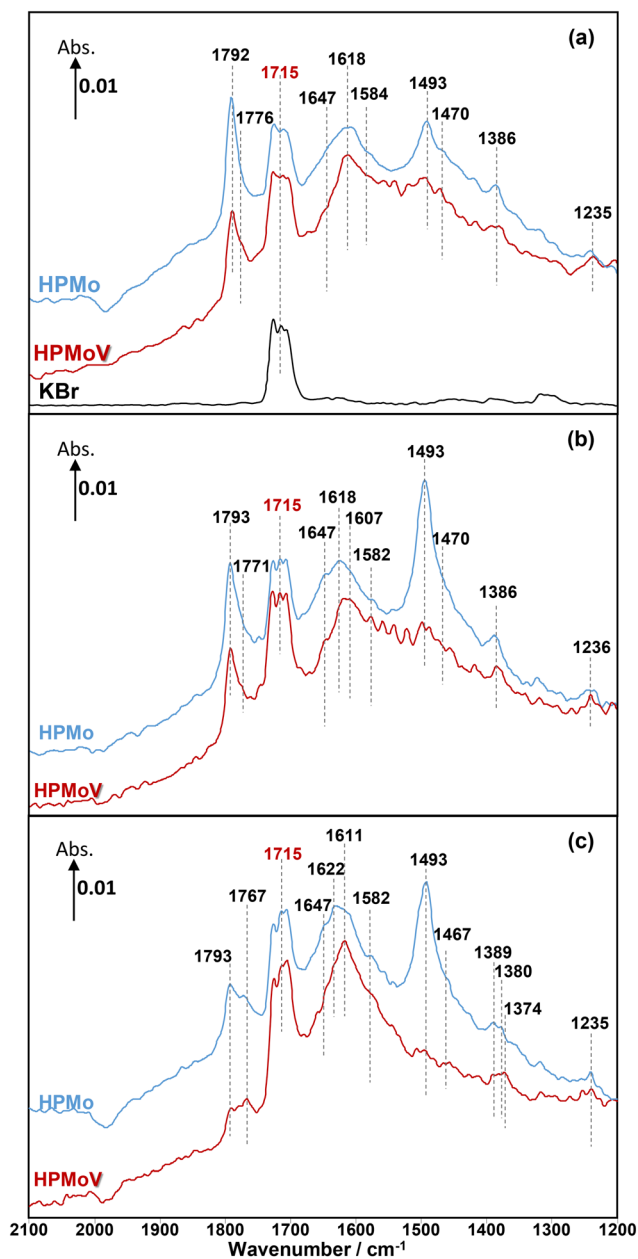 (a)
Abs.
0.01
1792
1776
1715
1647
1618
1584
1493
1470
1386
1235
HPMo
HPMoV
KBr
(b)
Abs.
0.01
1793
1771
1715
1647
1618
1607
1582
1493
1470
1386
1236
HPMo
HPMoV
(c)
Abs.
0.01
1793
1767
1715
1647
1622
1611
1582
1493
1467
1389
1380
1374
1235
HPMo
HPMoV
2100 2000 1900 1800 1700 1600 1500 1400 1300 1200
Wavenumber / cm-1